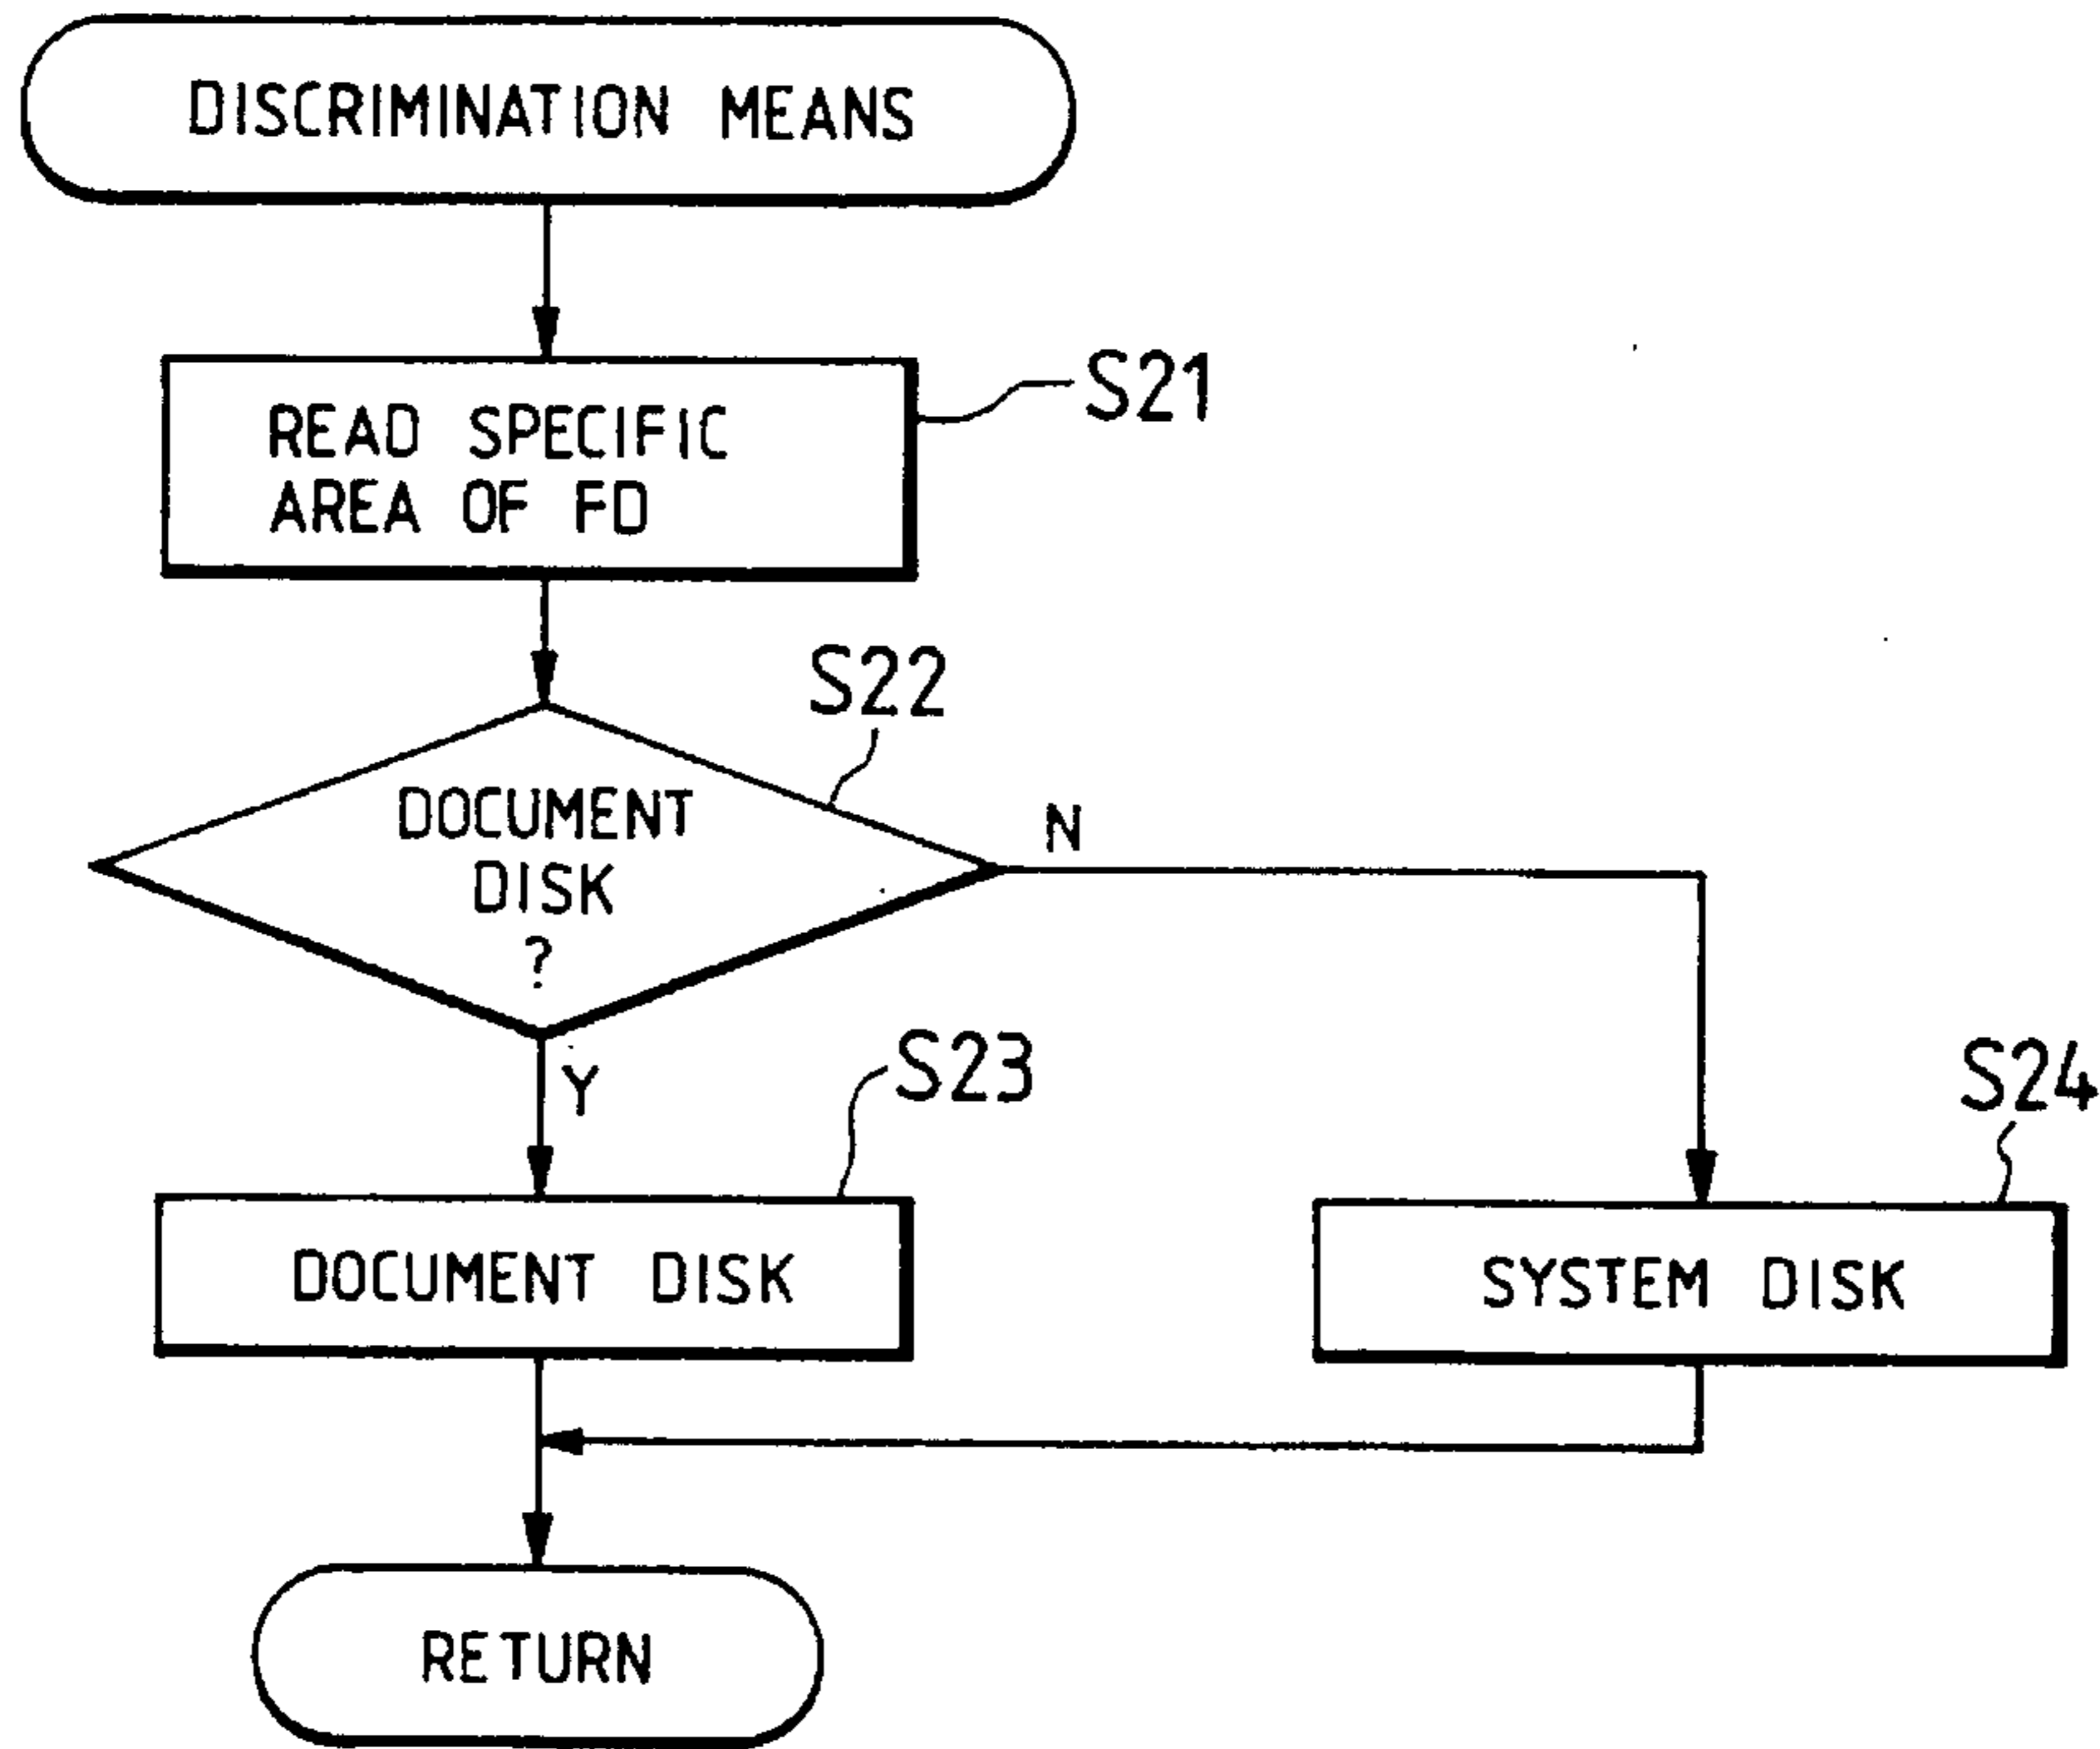 DISCRIMINATION MEANS
S21
READ SPECIFIC
AREA OF FD
S22
DOCUMENT
DISK
?
N
Y
S23
DOCUMENT DISK
S24
SYSTEM DISK
RETURN